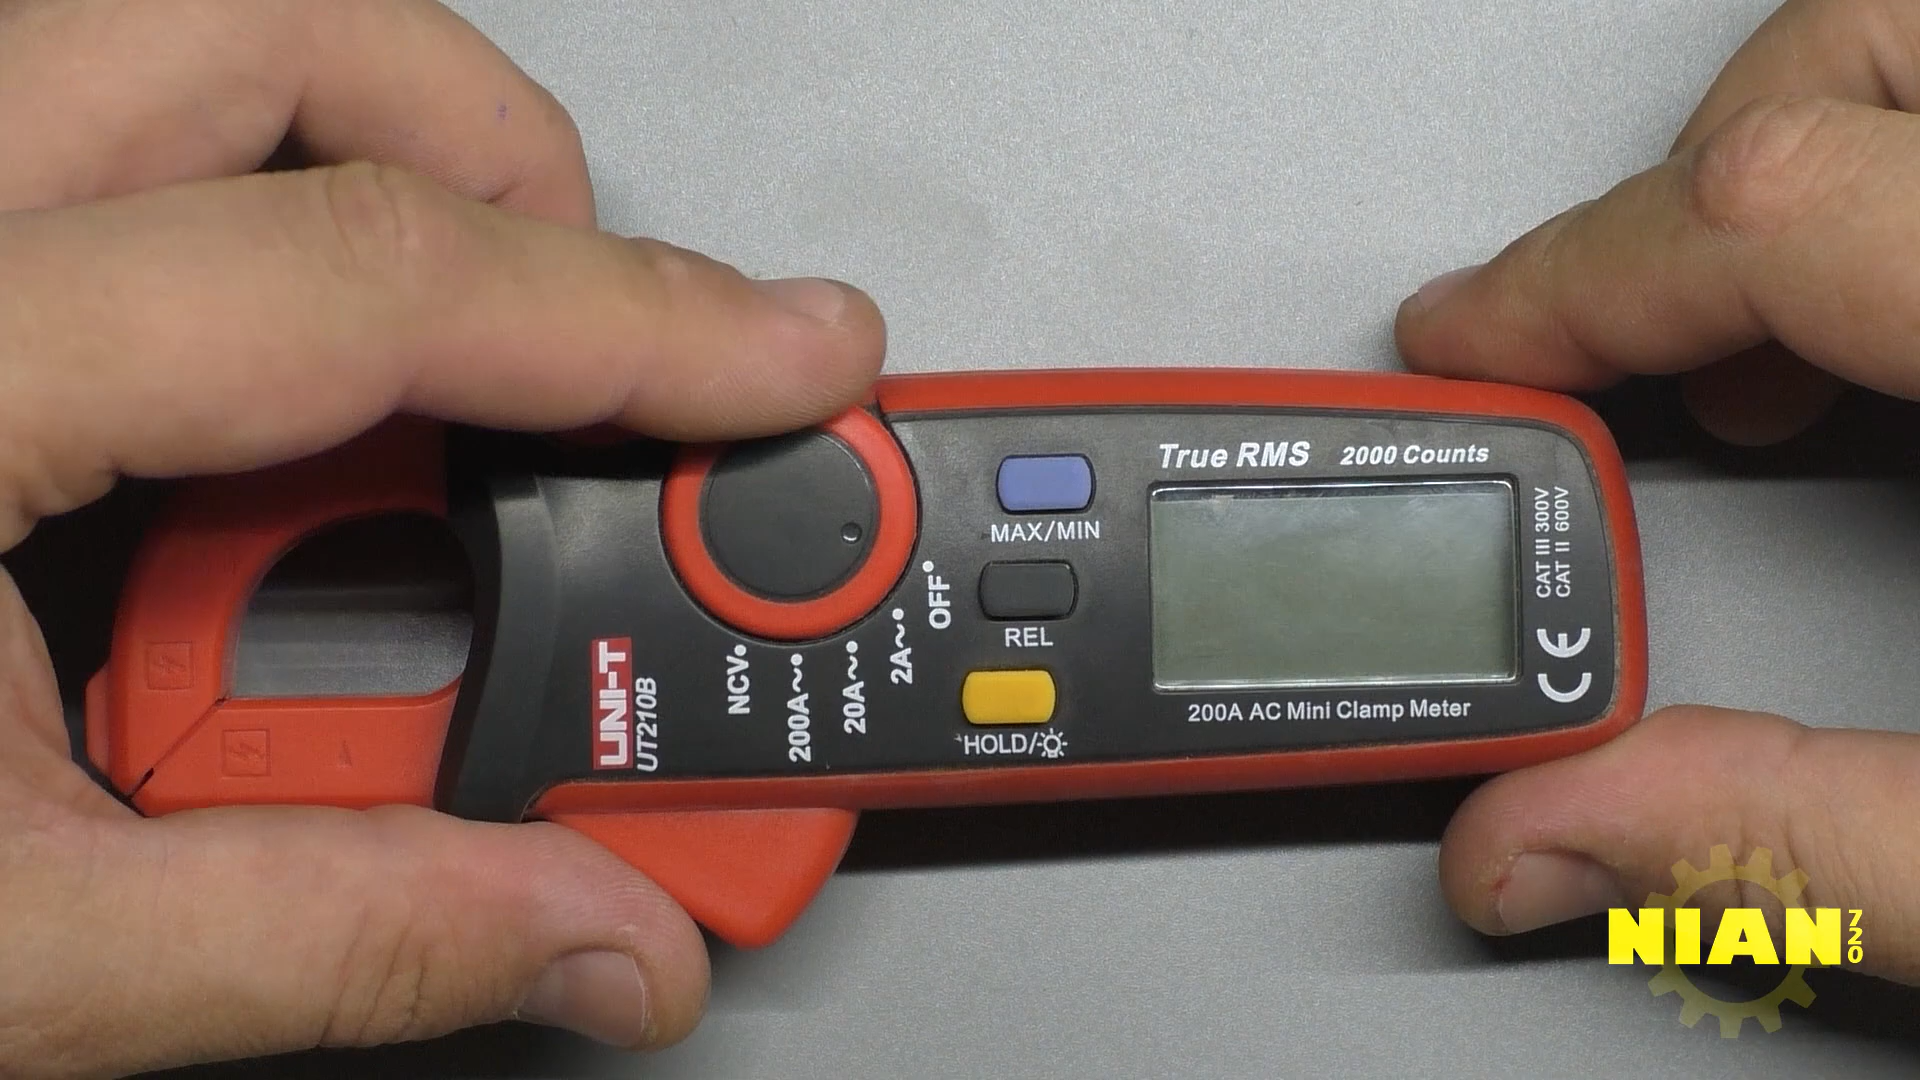 True RMS 2000 Counts
MAX/MIN
REL
HOLD/
OFF
2A~
20A~
200A~
NCV
UNI-T
UT210B
200A AC Mini Clamp Meter
CAT III 300V
CAT II 600V
CE
NIAN
720